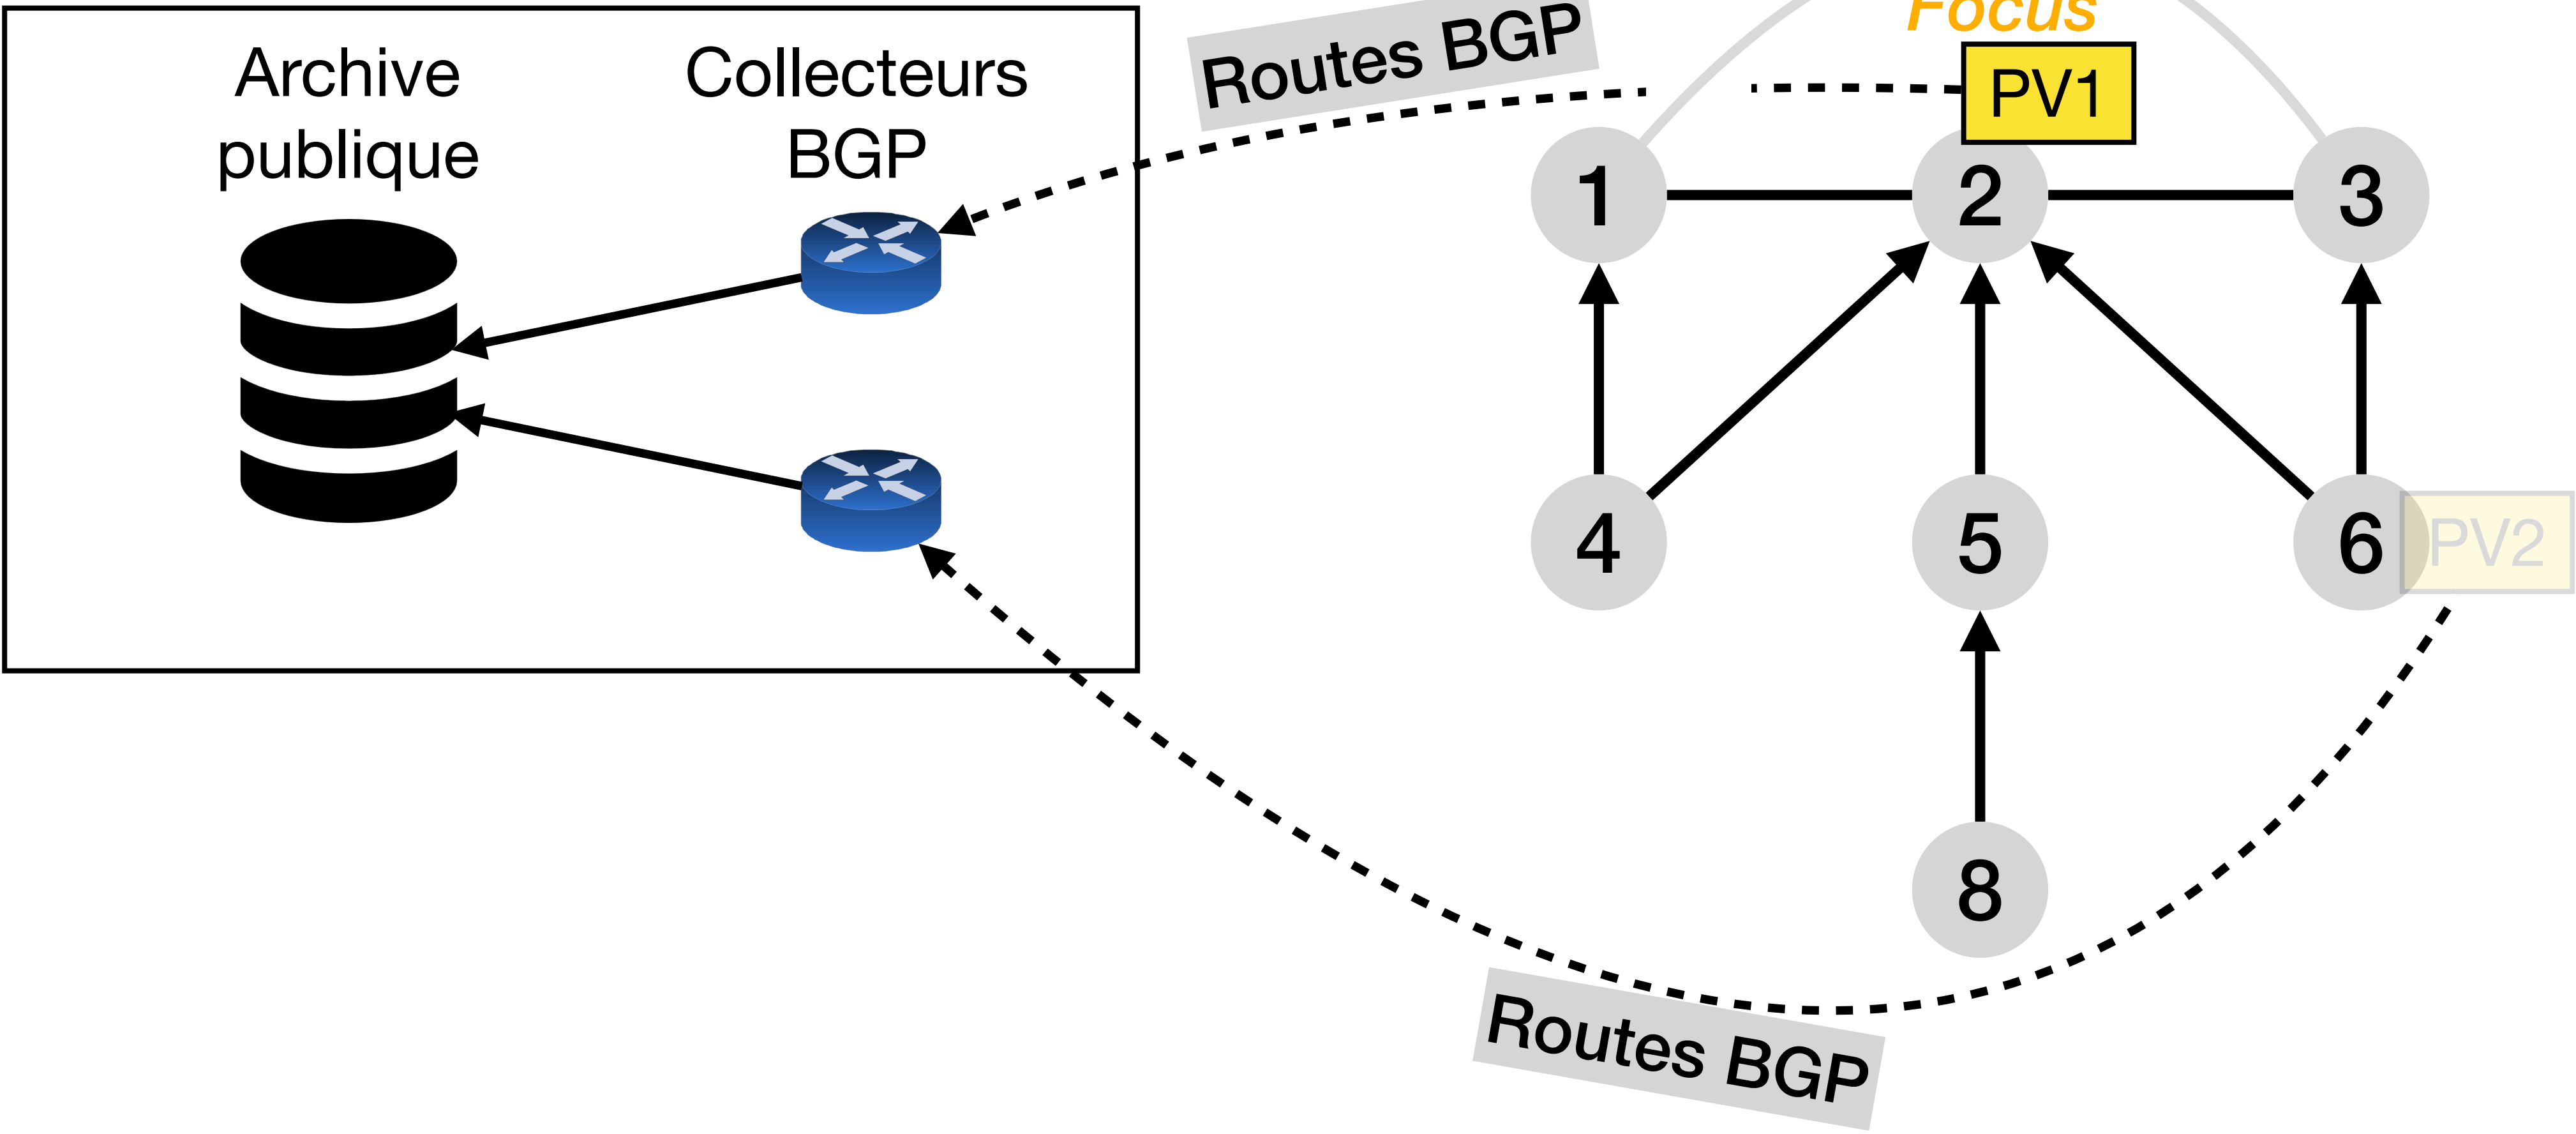 Archive
publique
Collecteurs
BGP
Routes BGP
Focus
PV1
1
2
3
4
5
6
PV2
8
Routes BGP